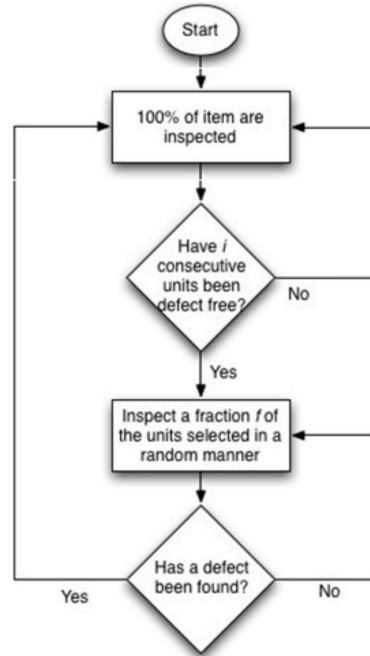 Start
100% of item are
inspected
Have i
consecutive
units been
defect free?
No
Yes
Inspect a fraction f of
the units selected in a
random manner
Has a defect
been found?
Yes
No